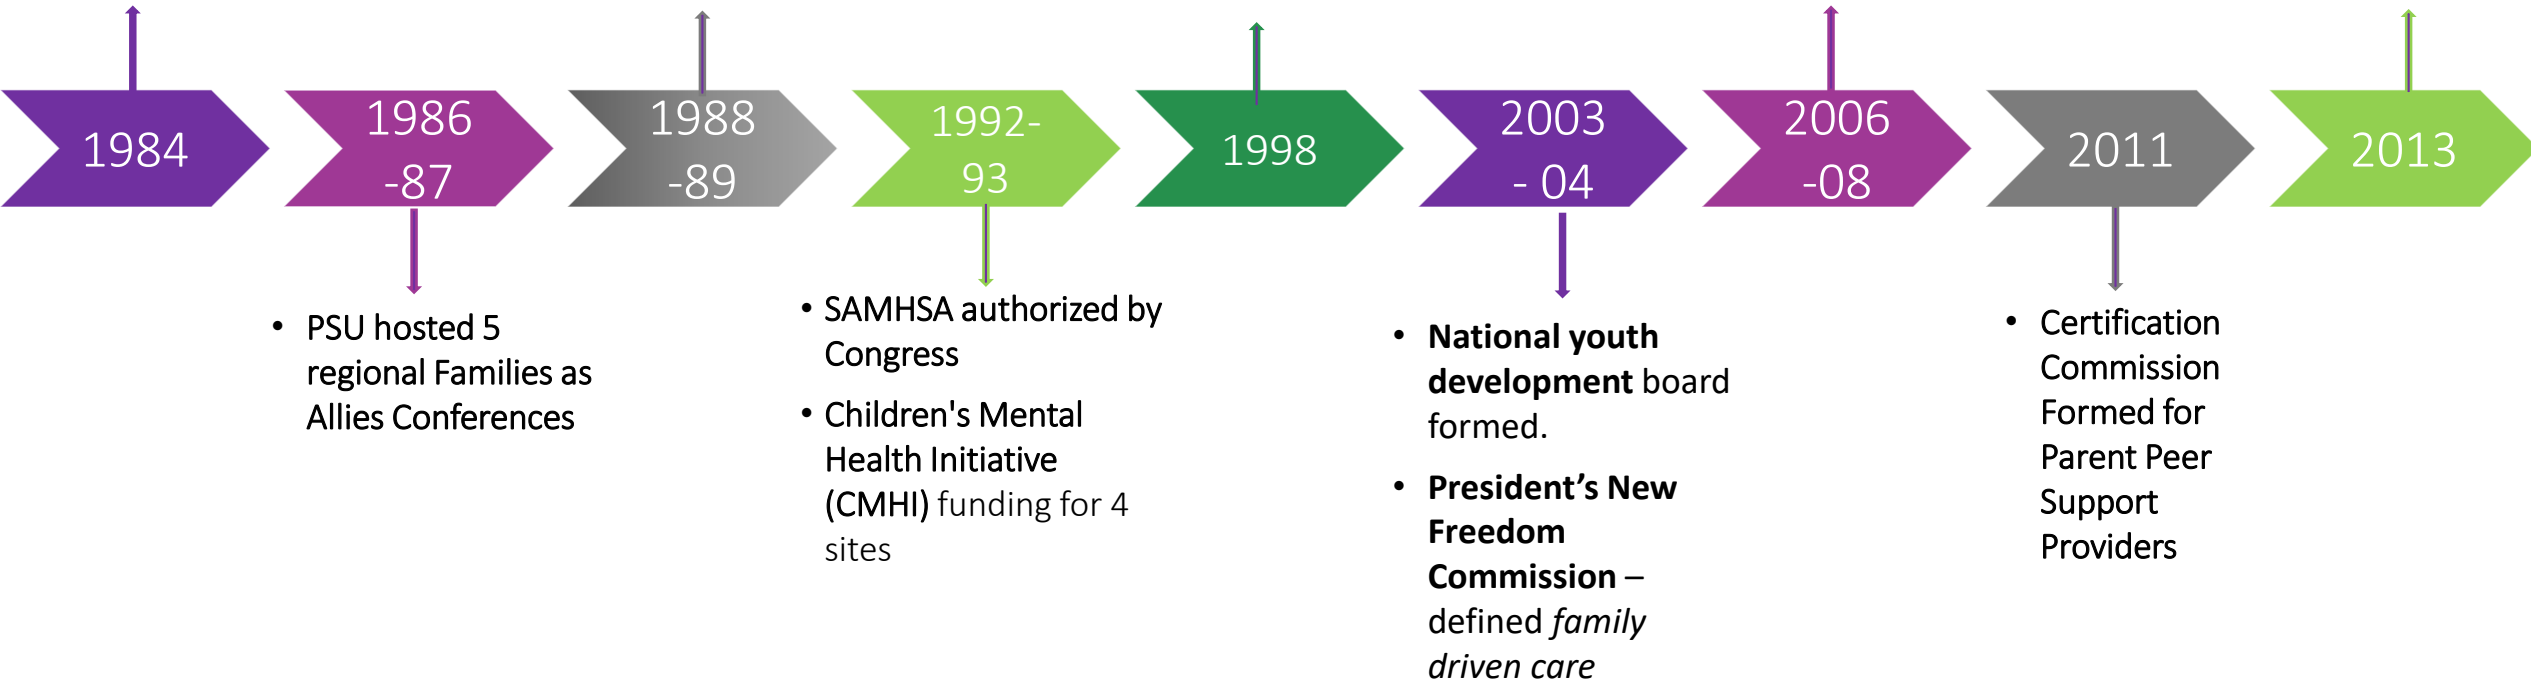 1984
1986
-87
1988
-89
1992-
93
1998
2003
- 04
2006
-08
2011
2013
• PSU hosted 5
regional Families as
Allies Conferences
• SAMHSA authorized by
Congress
• Children's Mental
Health Initiative
(CMHI) funding for 4
sites
• National youth
development board
formed.
• President’s New
Freedom
Commission –
defined family
driven care
• Certification
Commission
Formed for
Parent Peer
Support
Providers